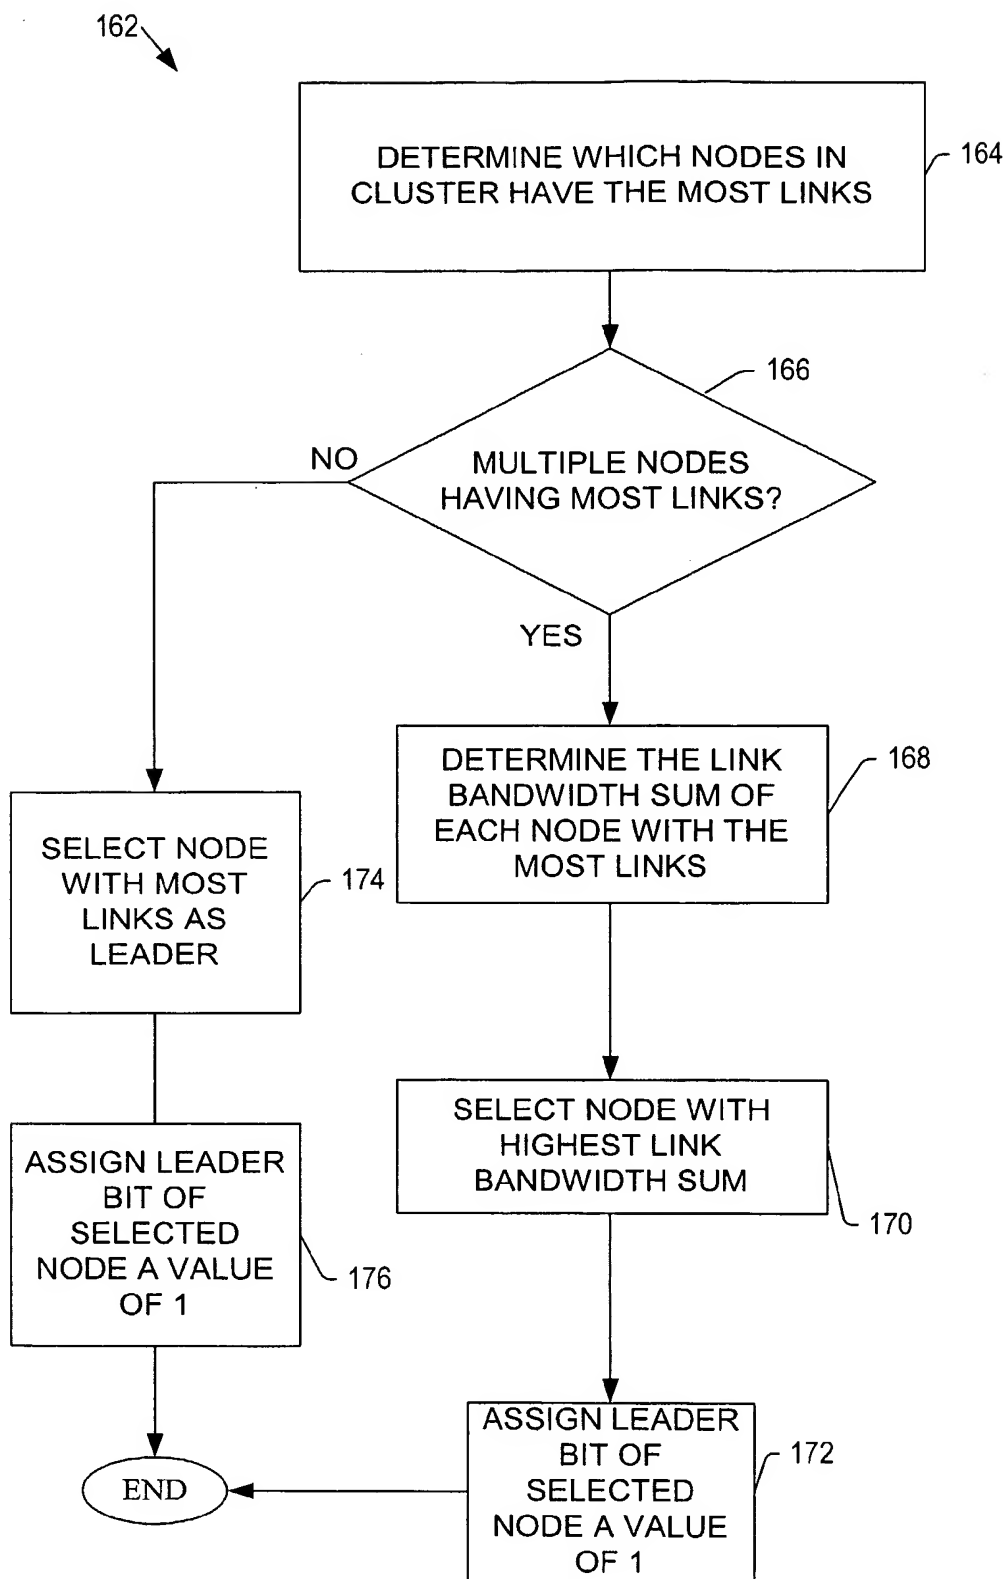 162
DETERMINE WHICH NODES IN
CLUSTER HAVE THE MOST LINKS
164
166
MULTIPLE NODES
HAVING MOST LINKS?
NO
YES
DETERMINE THE LINK
BANDWIDTH SUM OF
EACH NODE WITH THE
MOST LINKS
168
SELECT NODE
WITH MOST
LINKS AS
LEADER
174
SELECT NODE WITH
HIGHEST LINK
BANDWIDTH SUM
170
ASSIGN LEADER
BIT OF
SELECTED
NODE A VALUE
OF 1
176
ASSIGN LEADER
BIT OF
SELECTED
NODE A VALUE
OF 1
172
END